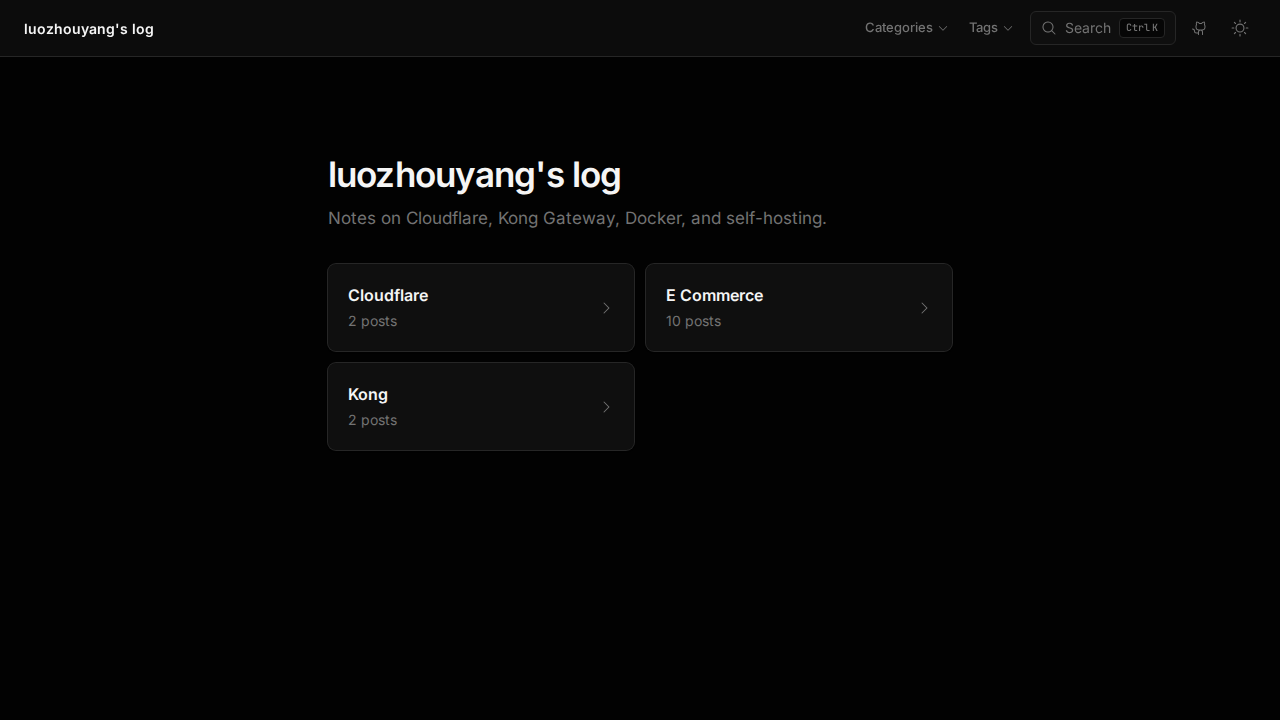 luozhouyang's log
Categories
Tags
Search
Ctrl K
luozhouyang's log
Notes on Cloudflare, Kong Gateway, Docker, and self-hosting.
Cloudflare
2 posts
E Commerce
10 posts
Kong
2 posts